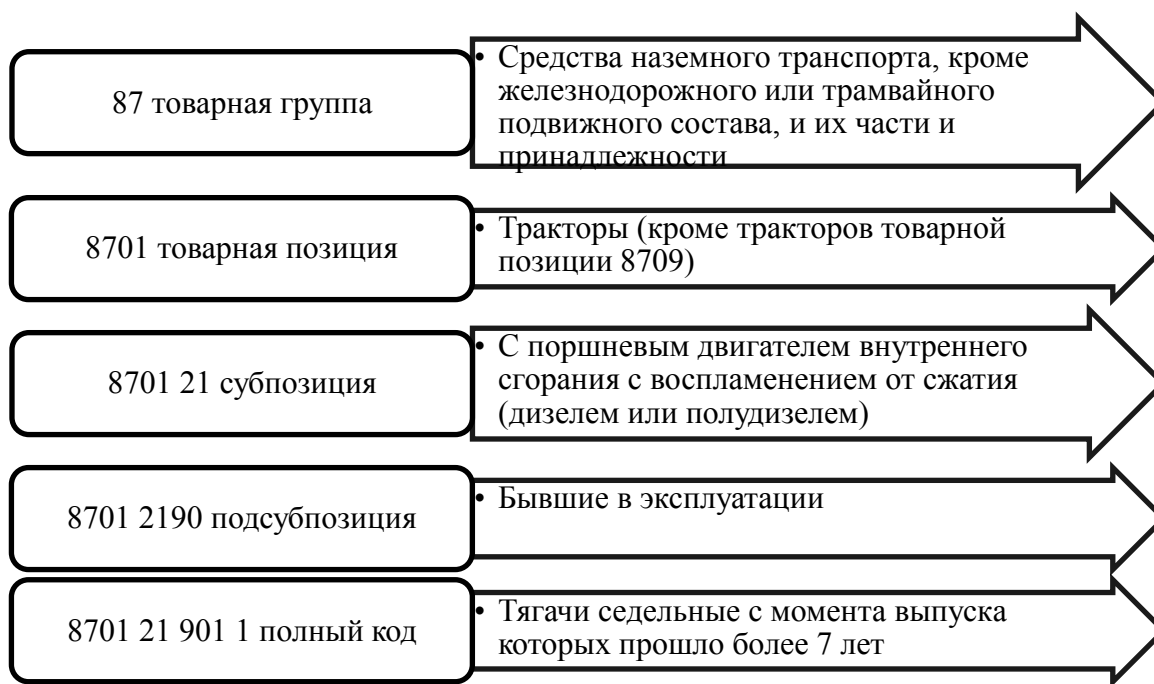 87 товарная группа
• Средства наземного транспорта, кроме
железнодорожного или трамвайного
подвижного состава, и их части и
принадлежности
8701 товарная позиция
• Тракторы (кроме тракторов товарной
позиции 8709)
8701 21 субпозиция
• С поршневым двигателем внутреннего
сгорания с воспламенением от сжатия
(дизелем или полудизелем)
8701 2190 подсубпозиция
• Бывшие в эксплуатации
8701 21 901 1 полный код
• Тягачи седельные с момента выпуска
которых прошло более 7 лет